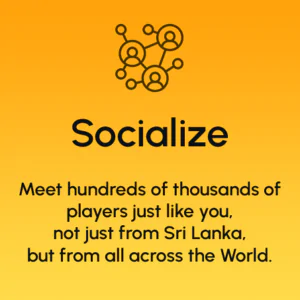 Socialize
Meet hundreds of thousands of
players just like you,
not just from Sri Lanka,
but from all across the World.